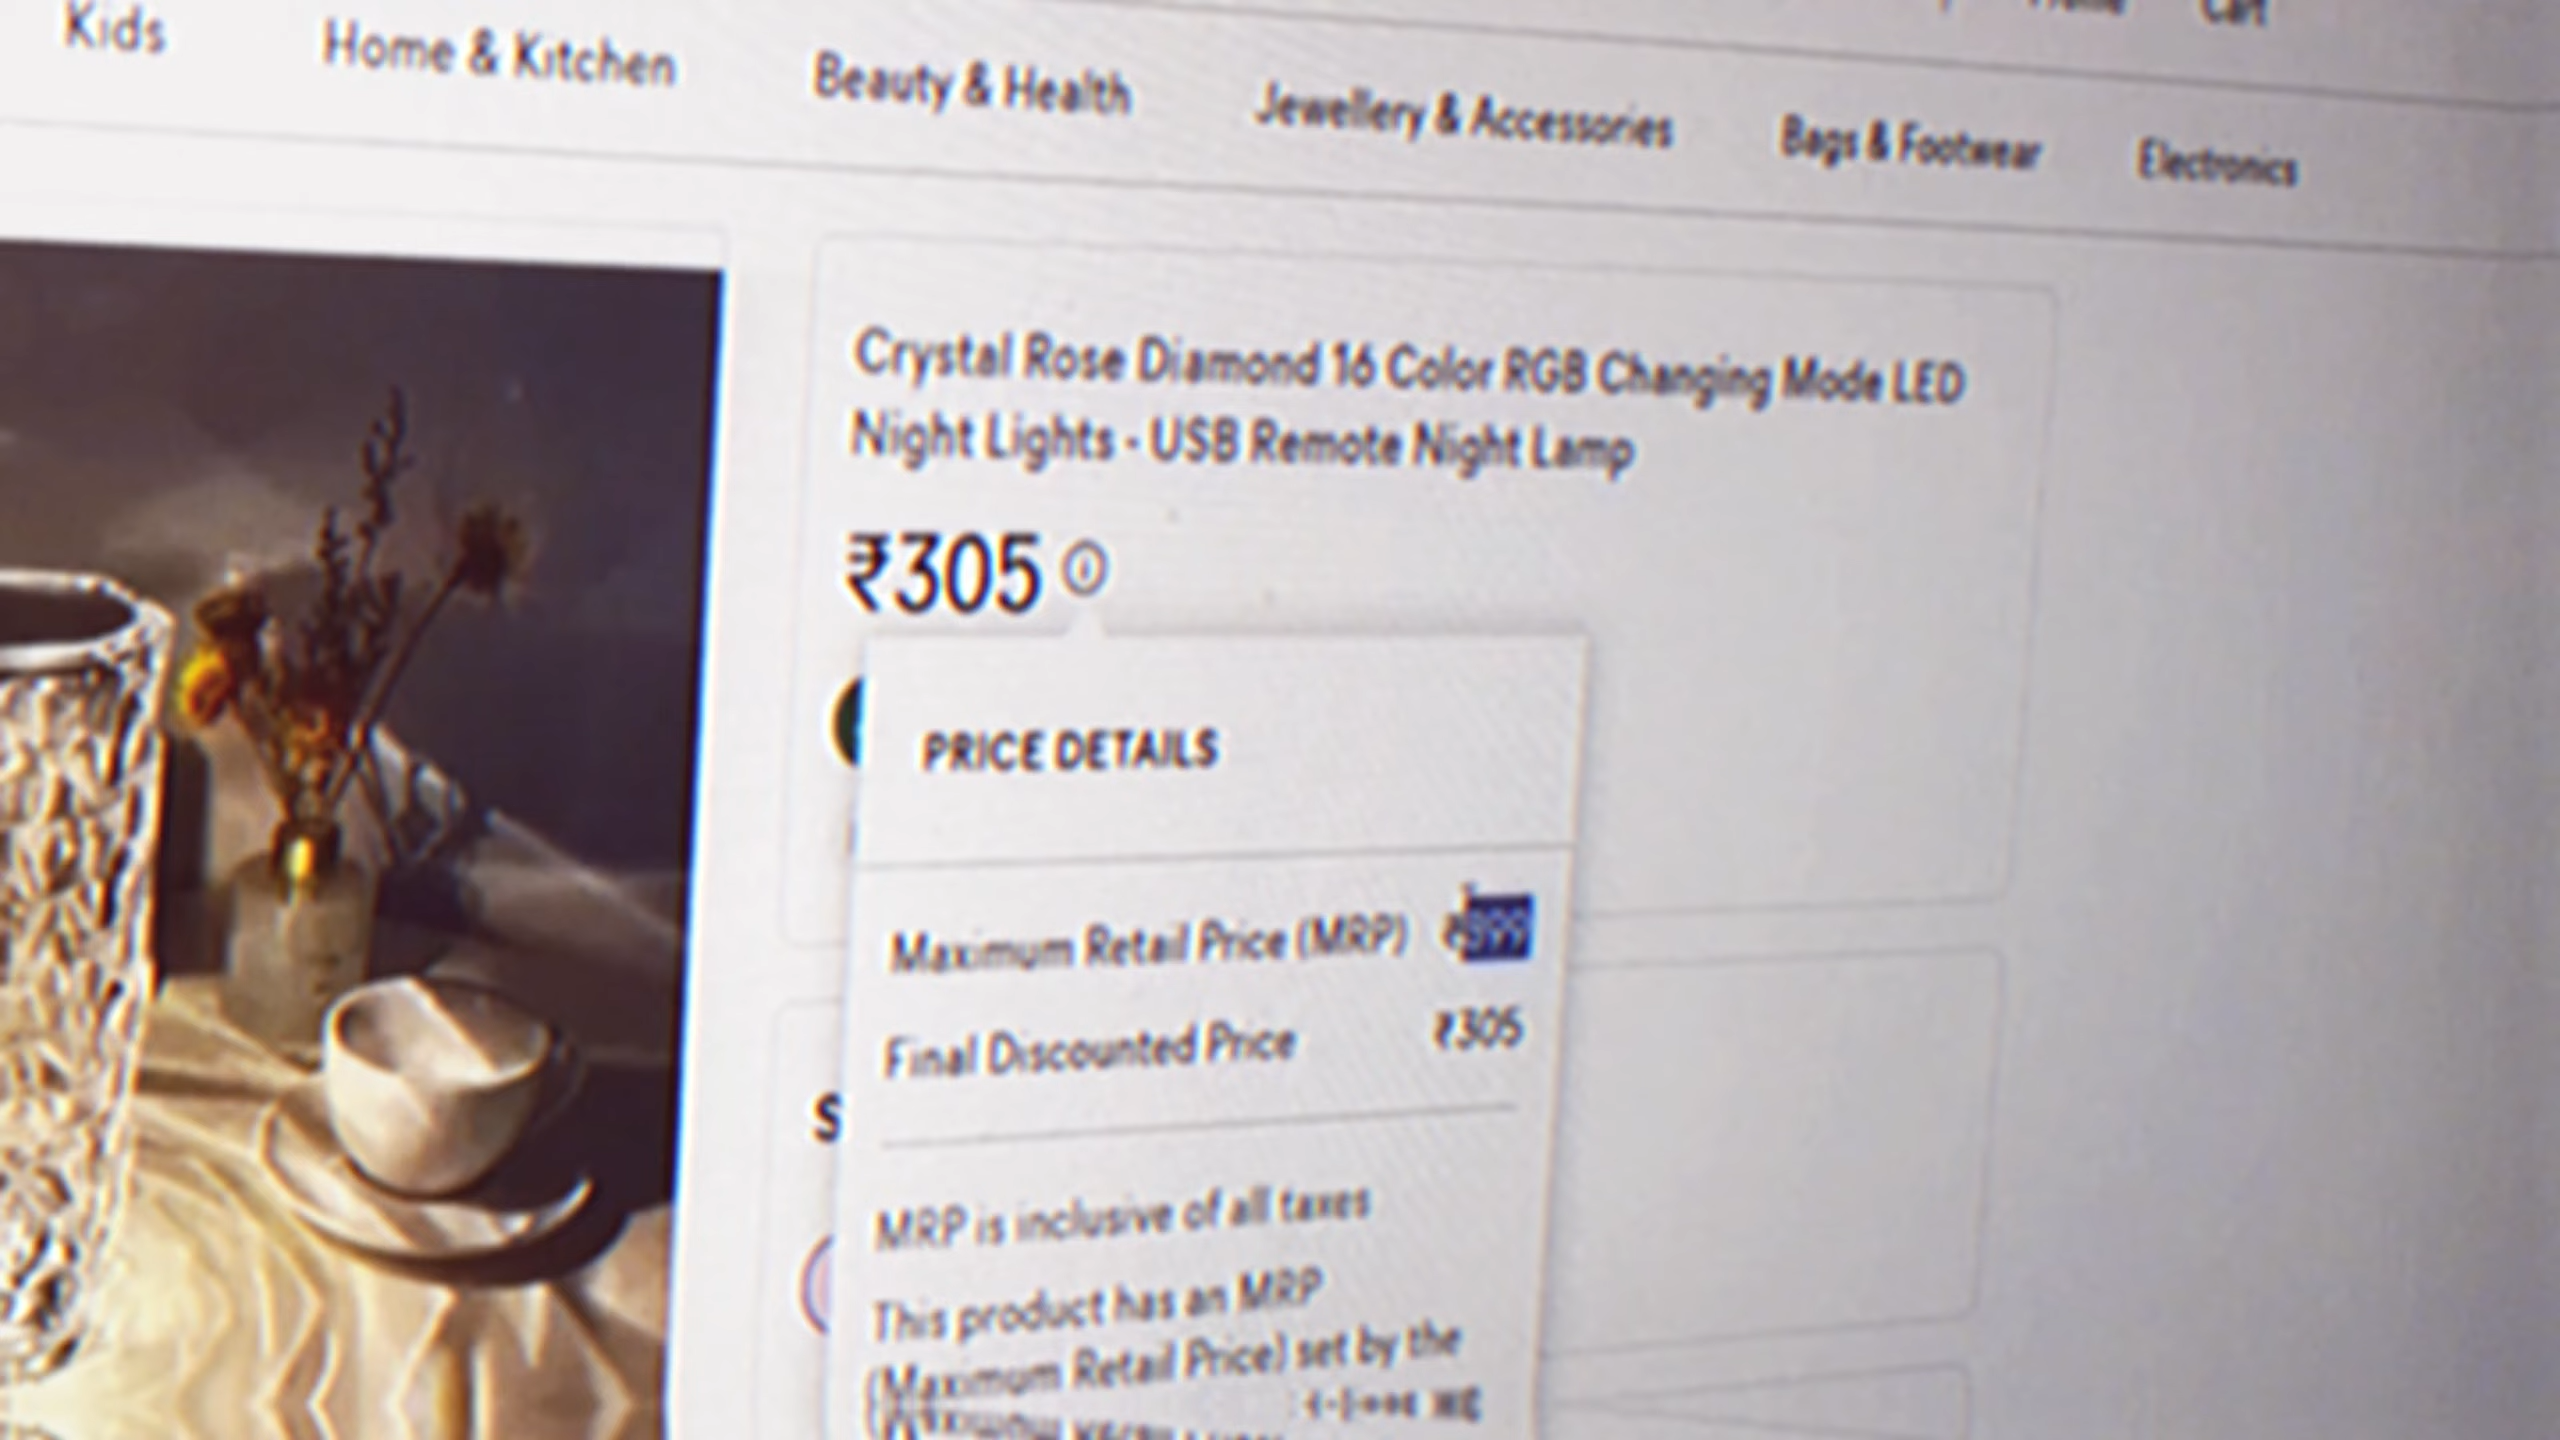 Home
Cart
Kids
Home & Kitchen
Beauty & Health
Jewellery & Accessories
Bags & Footwear
Electronics
Crystal Rose Diamond 16 Color RGB Changing Mode LED
Night Lights - USB Remote Night Lamp
₹305
PRICE DETAILS
Maximum Retail Price (MRP)
Final Discounted Price ₹305
S
MRP is inclusive of all taxes
This product has an MRP
(Maximum Retail Price) set by the